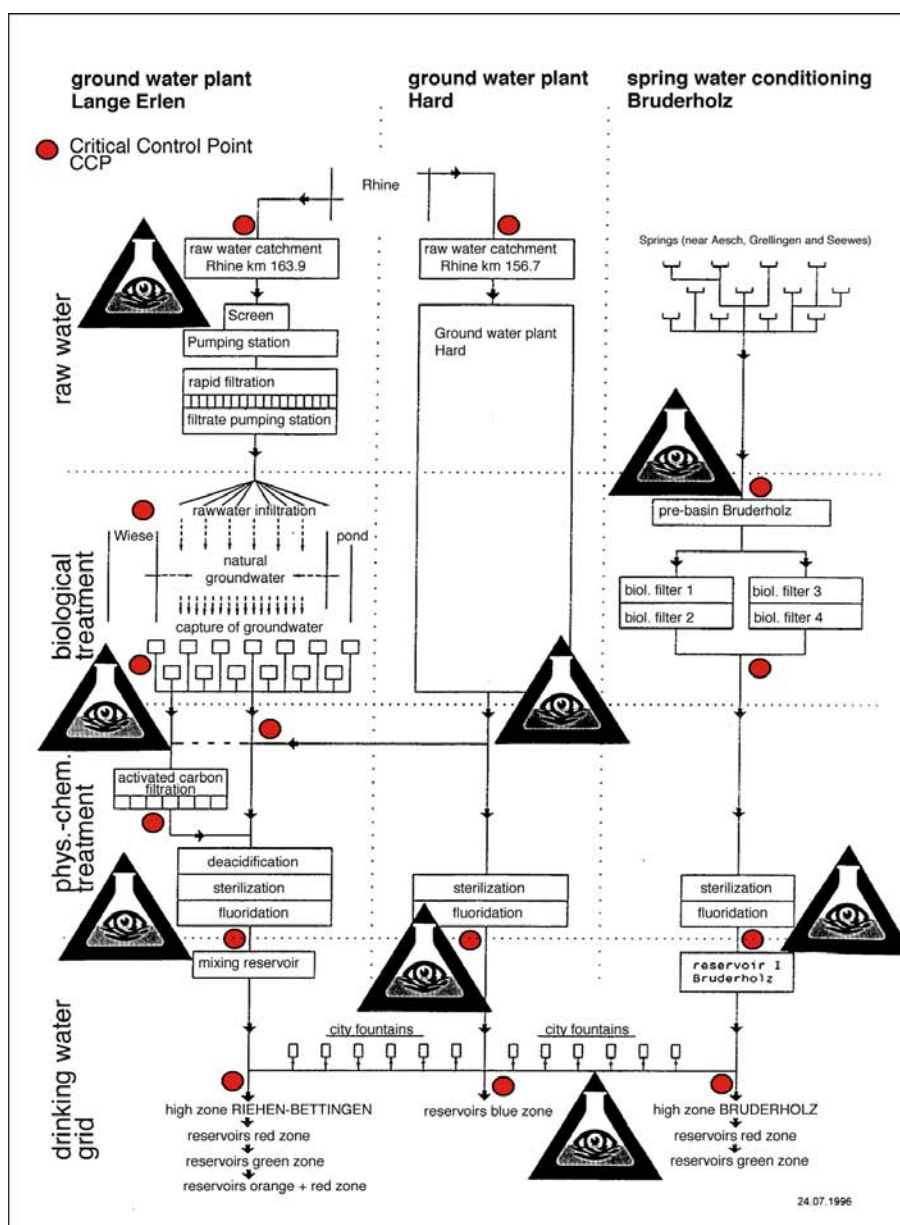 ground water plant
Lange Erlen
ground water plant
Hard
spring water conditioning
Bruderholz
Critical Control Point
CCP
Rhine
raw water
raw water catchment
Rhine km 163.9
raw water catchment
Rhine km 156.7
Springs (near Aesch, Grellingen and Seewes)
Screen
Pumping station
Ground water plant
Hard
rapid filtration
filtrate pumping station
biological
treatment
rawwater infiltration
Wiese
pond
natural
groundwater
capture of groundwater
pre-basin Bruderholz
biol. filter 1
biol. filter 2
biol. filter 3
biol. filter 4
phys.-chem.
treatment
activated carbon
filtration
deacidification
sterilization
fluoridation
sterilization
fluoridation
sterilization
fluoridation
mixing reservoir
reservoir I
Bruderholz
drinking water
grid
city fountains
city fountains
high zone RIEHEN-BETTINGEN
reservoirs red zone
reservoirs green zone
reservoirs orange + red zone
reservoirs blue zone
high zone BRUDERHOLZ
reservoirs red zone
reservoirs green zone
24.07.1996